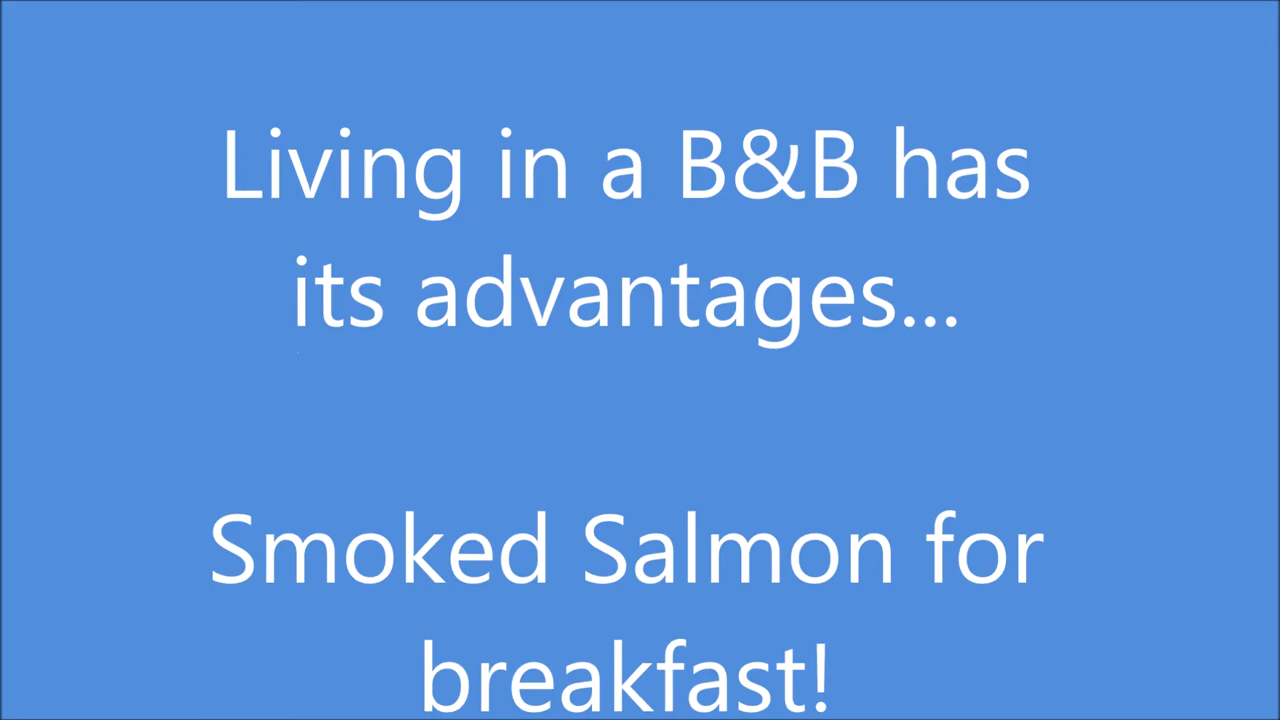 Living in a B&B has
its advantages...
Smoked Salmon for
breakfast!